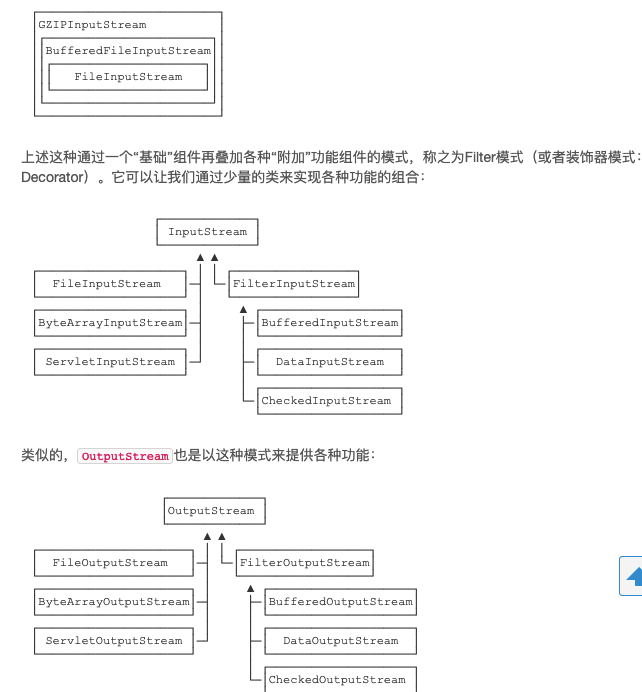 GZIPInputStream
BufferedFileInputStream
FileInputStream
上述这种通过一个“基础”组件再叠加各种“附加”功能组件的模式，称之为Filter模式（或者装饰器模式：
Decorator）。它可以让我们通过少量的类来实现各种功能的组合：
InputStream
FileInputStream FilterInputStream
ByteArrayInputStream BufferedInputStream
ServletInputStream DataInputStream
CheckedInputStream
类似的，OutputStream也是以这种模式来提供各种功能：
OutputStream
FileOutputStream FilterOutputStream
ByteArrayOutputStream BufferedOutputStream
ServletOutputStream DataOutputStream
CheckedOutputStream